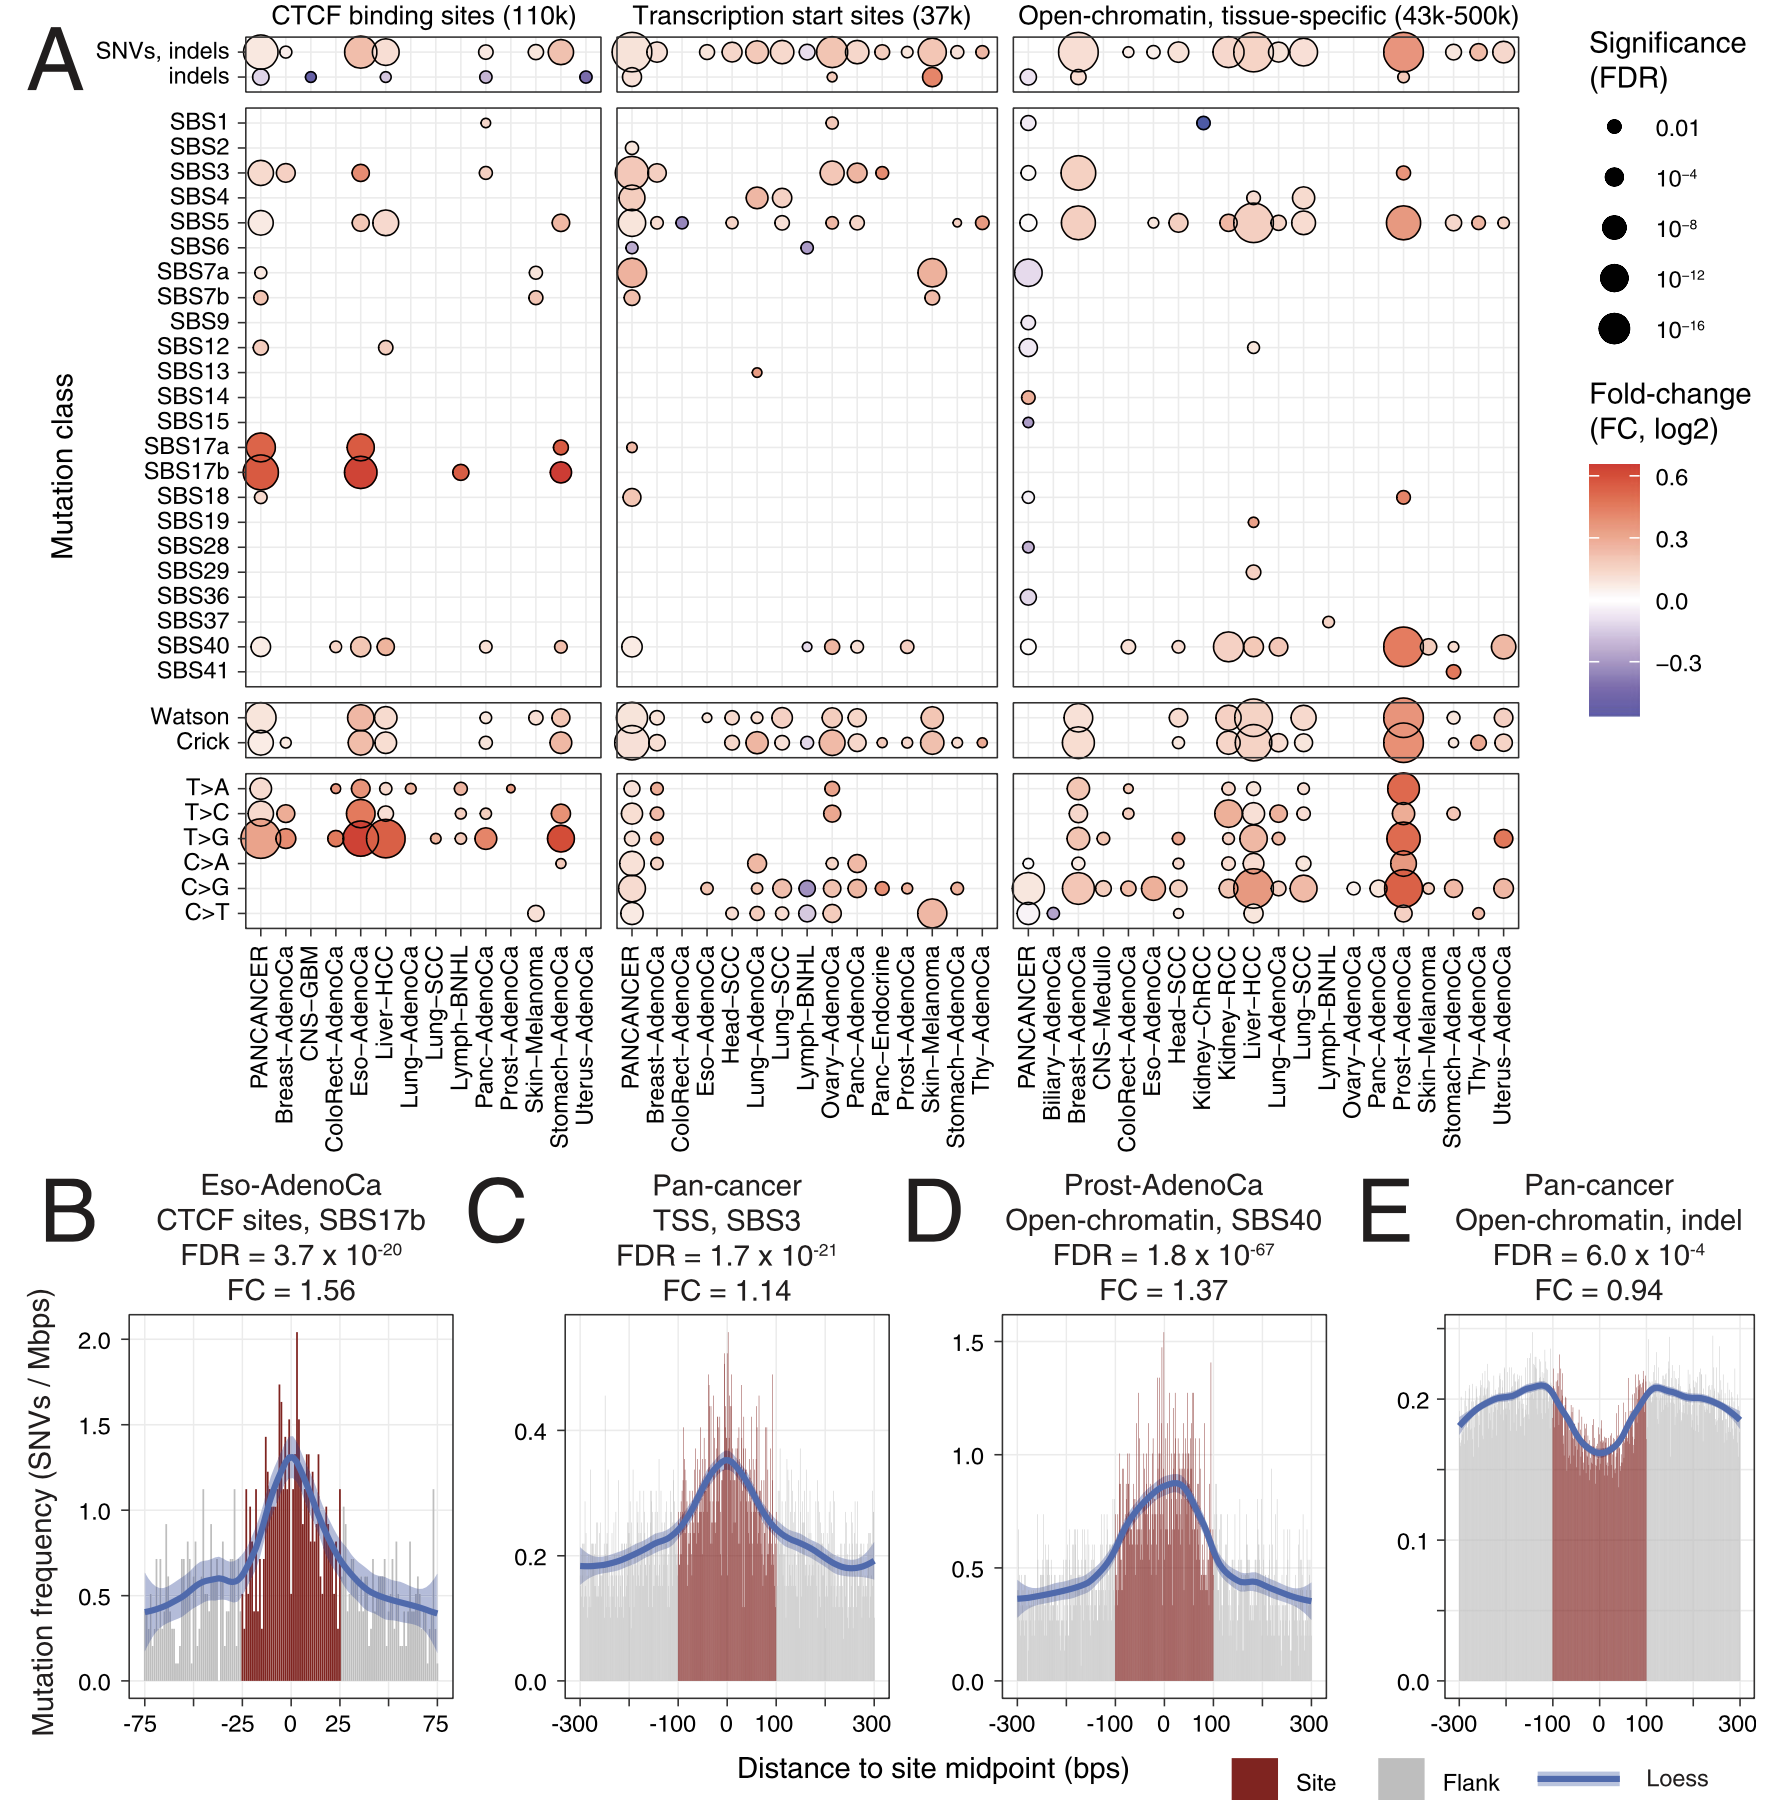 A
CTCF binding sites (110k)
Transcription start sites (37k)
Open-chromatin, tissue-specific (43k-500k)
Mutation class
SNVs, indels
indels
SBS1
SBS2
SBS3
SBS4
SBS5
SBS6
SBS7a
SBS7b
SBS9
SBS12
SBS13
SBS14
SBS15
SBS17a
SBS17b
SBS18
SBS19
SBS28
SBS29
SBS36
SBS37
SBS40
SBS41
Watson
Crick
T>A
T>C
T>G
C>A
C>G
C>T
PANCANCER
Breast−AdenoCa
CNS−GBM
ColoRect−AdenoCa
Eso−AdenoCa
Liver−HCC
Lung−AdenoCa
Lung−SCC
Lymph−BNHL
Panc−AdenoCa
Prost−AdenoCa
Skin−Melanoma
Stomach−AdenoCa
Uterus−AdenoCa
PANCANCER
Breast−AdenoCa
ColoRect−AdenoCa
Eso−AdenoCa
Head−SCC
Lung−AdenoCa
Lung−SCC
Lymph−BNHL
Ovary−AdenoCa
Panc−AdenoCa
Panc−Endocrine
Prost−AdenoCa
Skin−Melanoma
Stomach−AdenoCa
Thy−AdenoCa
PANCANCER
Biliary−AdenoCa
Breast−AdenoCa
CNS−Medullo
ColoRect−AdenoCa
Eso−AdenoCa
Head−SCC
Kidney−ChRCC
Kidney−RCC
Liver−HCC
Lung−AdenoCa
Lung−SCC
Lymph−BNHL
Ovary−AdenoCa
Panc−AdenoCa
Prost−AdenoCa
Skin−Melanoma
Stomach−AdenoCa
Thy−AdenoCa
Uterus−AdenoCa
Significance
(FDR)
0.01
10⁻⁴
10⁻⁸
10⁻¹²
10⁻¹⁶
Fold-change
(FC, log2)
0.6
0.3
0.0
−0.3
B
Eso-AdenoCa
CTCF sites, SBS17b
FDR = 3.7 x 10⁻²⁰
FC = 1.56
Mutation frequency (SNVs / Mbps)
2.0
1.5
1.0
0.5
0.0
-75 -25 0 25 75
C
Pan-cancer
TSS, SBS3
FDR = 1.7 x 10⁻²¹
FC = 1.14
0.4
0.2
0.0
-300 -100 0 100 300
D
Prost-AdenoCa
Open-chromatin, SBS40
FDR = 1.8 x 10⁻⁶⁷
FC = 1.37
1.5
1.0
0.5
0.0
-300 -100 0 100 300
E
Pan-cancer
Open-chromatin, indel
FDR = 6.0 x 10⁻⁴
FC = 0.94
0.2
0.1
0.0
-300 -100 0 100 300
Distance to site midpoint (bps)
Site
Flank
Loess